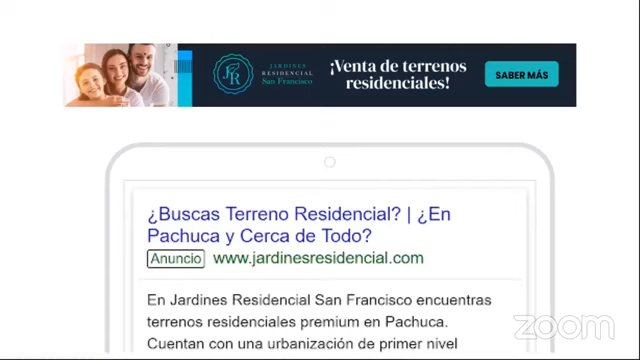 JARDINES
RESIDENCIAL
San Francisco
¡Venta de terrenos
residenciales!
SABER MÁS
¿Buscas Terreno Residencial? | ¿En
Pachuca y Cerca de Todo?
Anuncio www.jardinesresidencial.com
En Jardines Residencial San Francisco encuentras
terrenos residenciales premium en Pachuca.
Cuentan con una urbanización de primer nivel
zoom